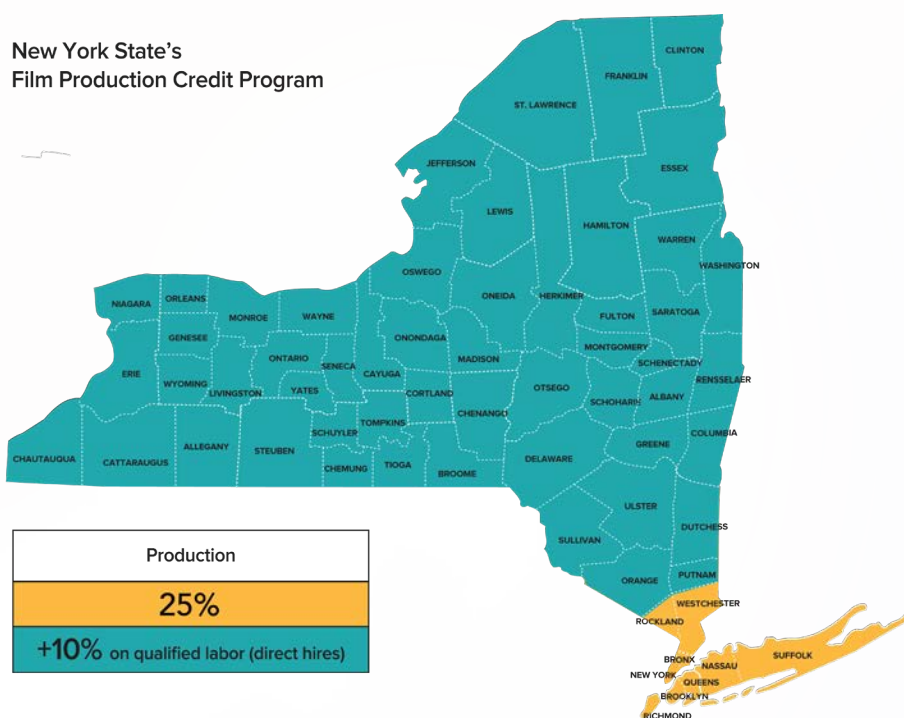 New York State's
Film Production Credit Program
CLINTON
FRANKLIN
ST. LAWRENCE
JEFFERSON
ESSEX
LEWIS
HAMILTON
WARREN
WASHINGTON
OSWEGO
ONEIDA
HERKIMER
NIAGARA
ORLEANS
MONROE
WAYNE
FULTON
SARATOGA
GENESEE
ONONDAGA
MONTGOMERY
MADISON
SCHENECTADY
ERIE
WYOMING
LIVINGSTON
ONTARIO
YATES
SENECA
CAYUGA
CORTLAND
CHENANGO
OTSEGO
SCHOHARIE
ALBANY
RENSSELAER
CHAUTAUQUA
CATTARAUGUS
ALLEGANY
STEUBEN
SCHUYLER
TOMPKINS
CHEMUNG
TIOGA
BROOME
DELAWARE
GREENE
COLUMBIA
ULSTER
SULLIVAN
DUTCHESS
ORANGE
PUTNAM
WESTCHESTER
ROCKLAND
BRONX
NEW YORK
NASSAU
SUFFOLK
QUEENS
BROOKLYN
RICHMOND
Production
25%
+10% on qualified labor (direct hires)